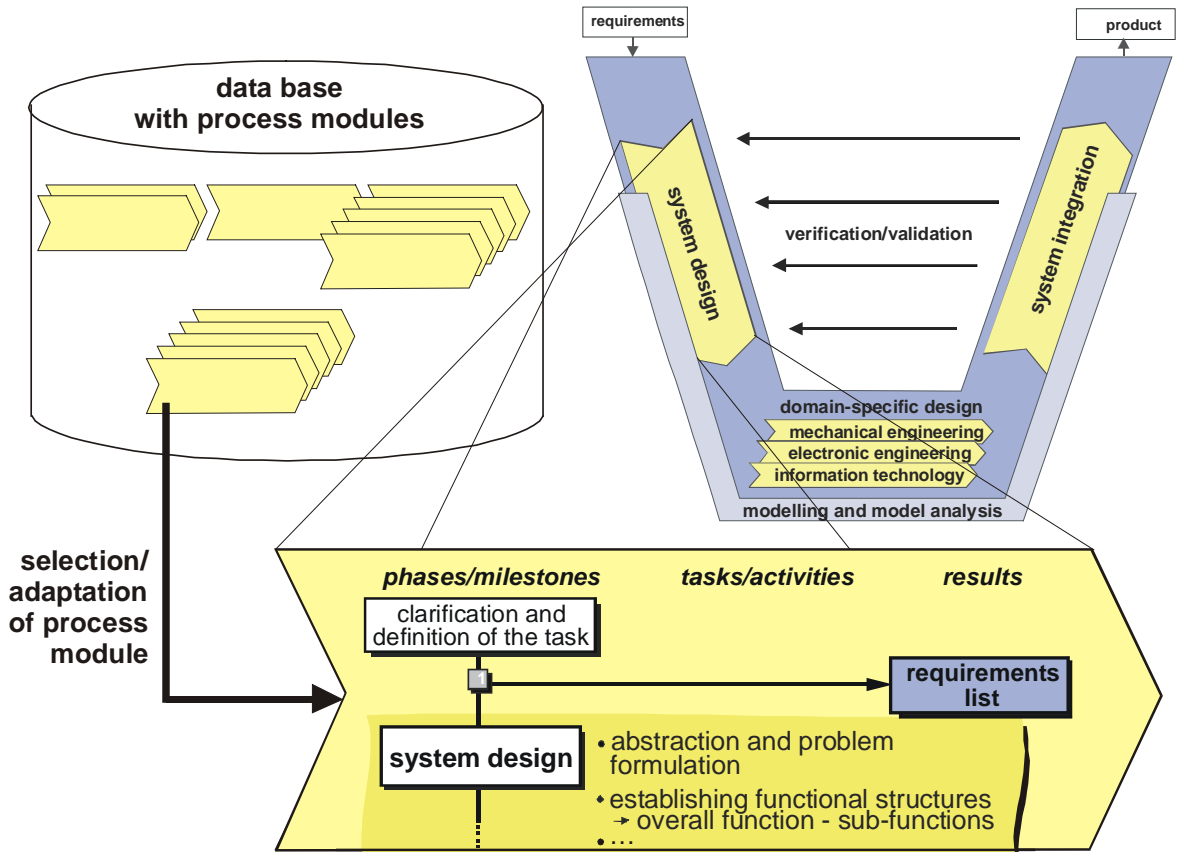 requirements
product
data base
with process modules
system design
system integration
verification/validation
domain-specific design
mechanical engineering
electronic engineering
information technology
modelling and model analysis
selection/
adaptation
of process
module
phases/milestones
tasks/activities
results
clarification and
definition of the task
1
requirements
list
system design
• abstraction and problem
formulation
• establishing functional structures
→ overall function - sub-functions
• ...